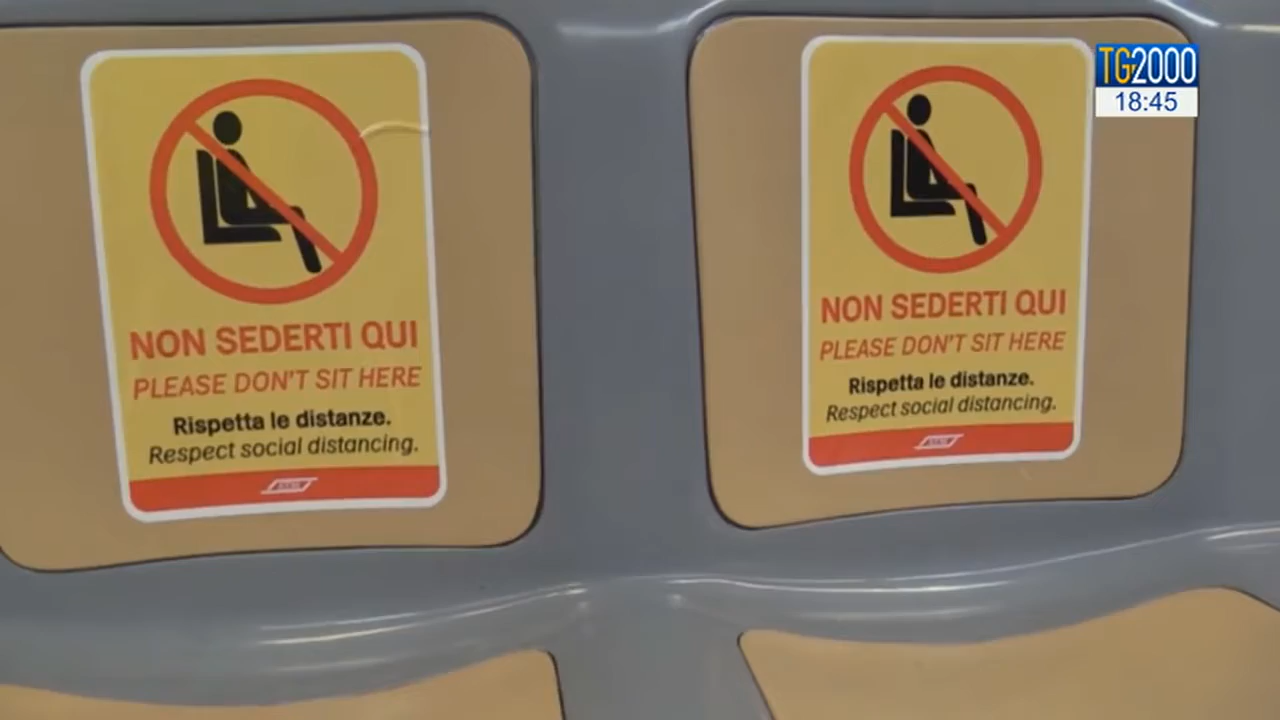 NON SEDERTI QUI
PLEASE DON'T SIT HERE
Rispetta le distanze.
Respect social distancing.
NON SEDERTI QUI
PLEASE DON'T SIT HERE
Rispetta le distanze.
Respect social distancing.
TG2000
18:45